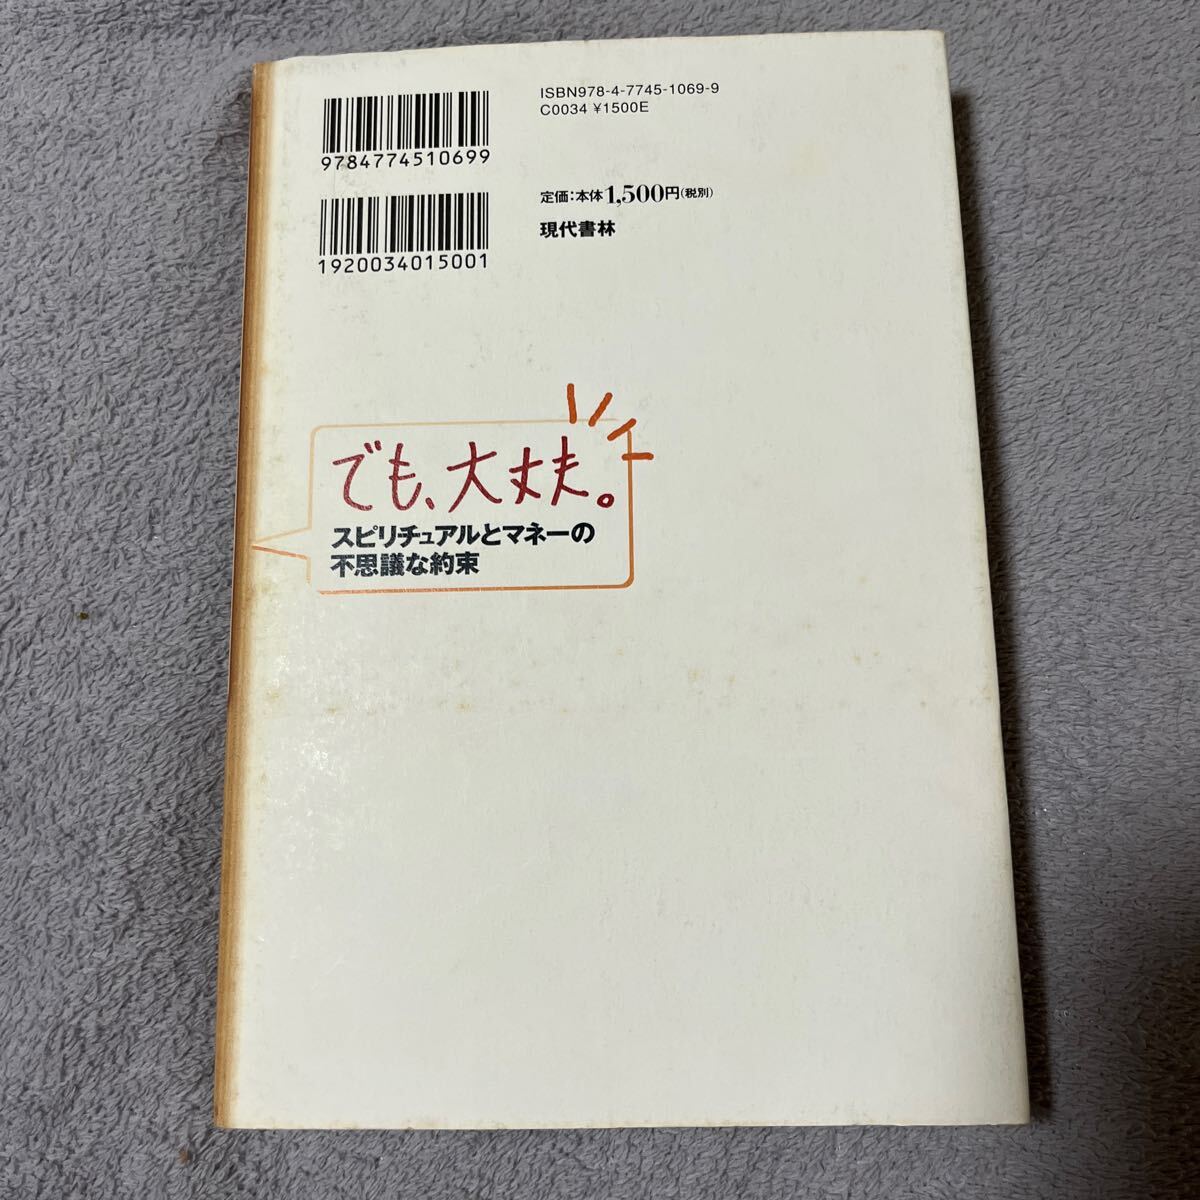 ISBN978-4-7745-1069-9
C0034 ¥1500E
9784774510699
定価:本体1,500円(税別)
現代書林
1920034015001
でも、大丈夫。
スピリチュアルとマネーの
不思議な約束